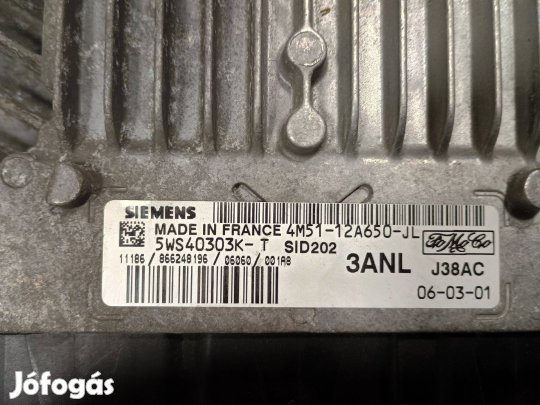 SIEMENS
MADE IN FRANCE 4M51-12A650-JL
5WS40303K-T SID202
11186 / 866248196 / 06060 / 001A8
3ANL
FoMoCo
J38AC
06-03-01
Jófogás